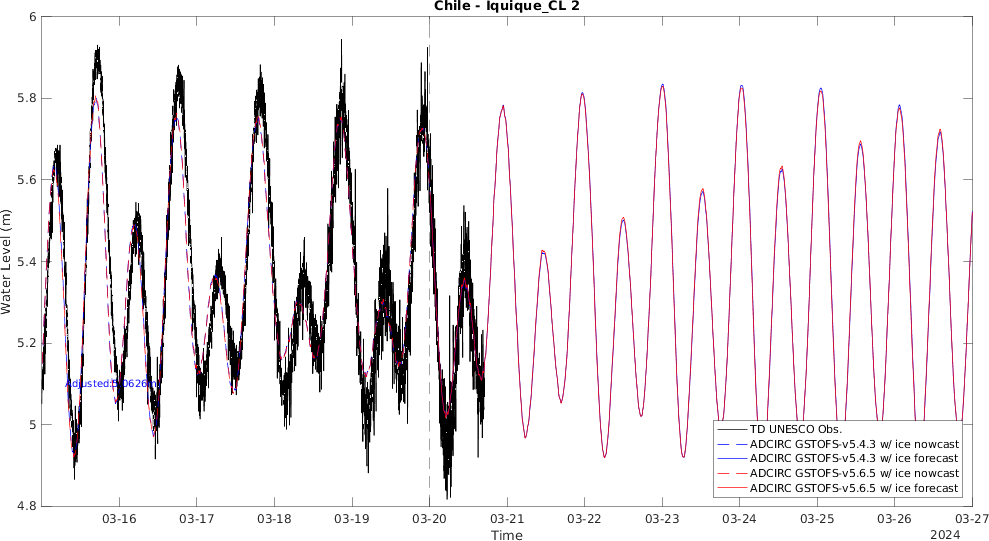 Chile - Iquique_CL 2
Water Level (m)
6
5.8
5.6
5.4
5.2
5
4.8
Adjusted:5.0626m
TD UNESCO Obs.
ADCIRC GSTOFS-v5.4.3 w/ ice nowcast
ADCIRC GSTOFS-v5.4.3 w/ ice forecast
ADCIRC GSTOFS-v5.6.5 w/ ice nowcast
ADCIRC GSTOFS-v5.6.5 w/ ice forecast
03-16 03-17 03-18 03-19 03-20 03-21 03-22 03-23 03-24 03-25 03-26 03-27
Time
2024